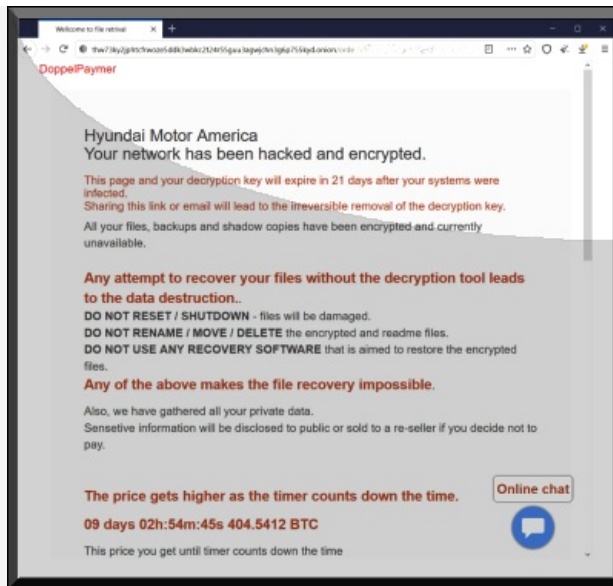 Welcome to file retrival
DoppelPaymer
Hyundai Motor America
Your network has been hacked and encrypted.
This page and your decryption key will expire in 21 days after your systems were
infected.
Sharing this link or email will lead to the irreversible removal of the decryption key.
All your files, backups and shadow copies have been encrypted and currently
unavailable.
Any attempt to recover your files without the decryption tool leads
to the data destruction..
DO NOT RESET / SHUTDOWN - files will be damaged.
DO NOT RENAME / MOVE / DELETE the encrypted and readme files.
DO NOT USE ANY RECOVERY SOFTWARE that is aimed to restore the encrypted
files.
Any of the above makes the file recovery impossible.
Also, we have gathered all your private data.
Sensetive information will be disclosed to public or sold to a re-seller if you decide not to
pay.
The price gets higher as the timer counts down the time.
Online chat
09 days 02h:54m:45s 404.5412 BTC
This price you get until timer counts down the time